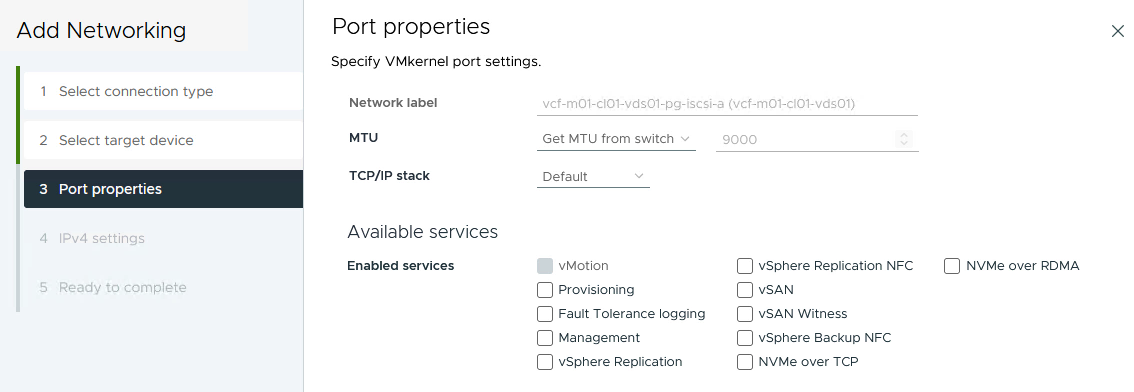 Add Networking
1 Select connection type
2 Select target device
3 Port properties
4 IPv4 settings
5 Ready to complete
Port properties
Specify VMkernel port settings.
Network label vcf-m01-cl01-vds01-pg-iscsi-a (vcf-m01-cl01-vds01)
MTU Get MTU from switch 9000
TCP/IP stack Default
Available services
Enabled services vMotion vSphere Replication NFC NVMe over RDMA
Provisioning vSAN
Fault Tolerance logging vSAN Witness
Management vSphere Backup NFC
vSphere Replication NVMe over TCP